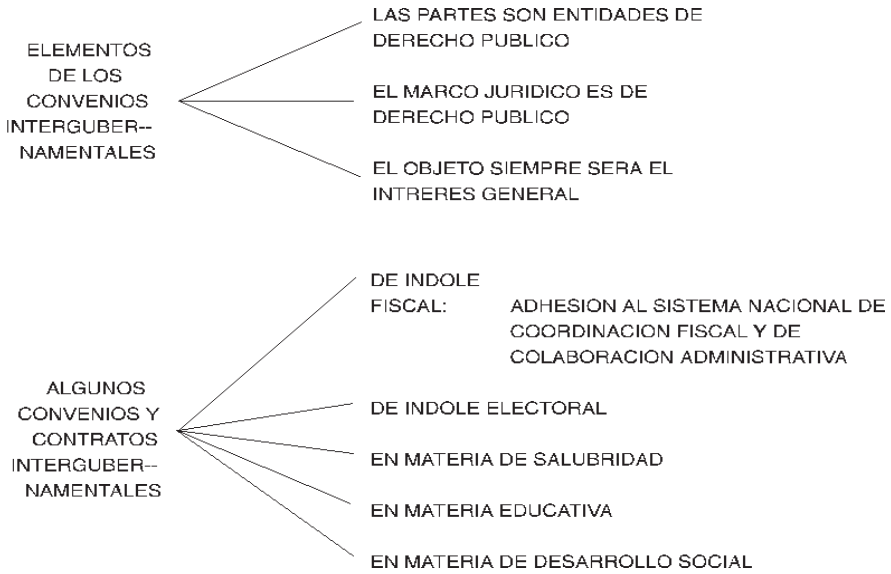 ELEMENTOS
DE LOS
CONVENIOS
INTERGUBER--
NAMENTALES
LAS PARTES SON ENTIDADES DE
DERECHO PUBLICO
EL MARCO JURIDICO ES DE
DERECHO PUBLICO
EL OBJETO SIEMPRE SERA EL
INTRERES GENERAL
ALGUNOS
CONVENIOS Y
CONTRATOS
INTERGUBER--
NAMENTALES
DE INDOLE
FISCAL: ADHESION AL SISTEMA NACIONAL DE
COORDINACION FISCAL Y DE
COLABORACION ADMINISTRATIVA
DE INDOLE ELECTORAL
EN MATERIA DE SALUBRIDAD
EN MATERIA EDUCATIVA
EN MATERIA DE DESARROLLO SOCIAL